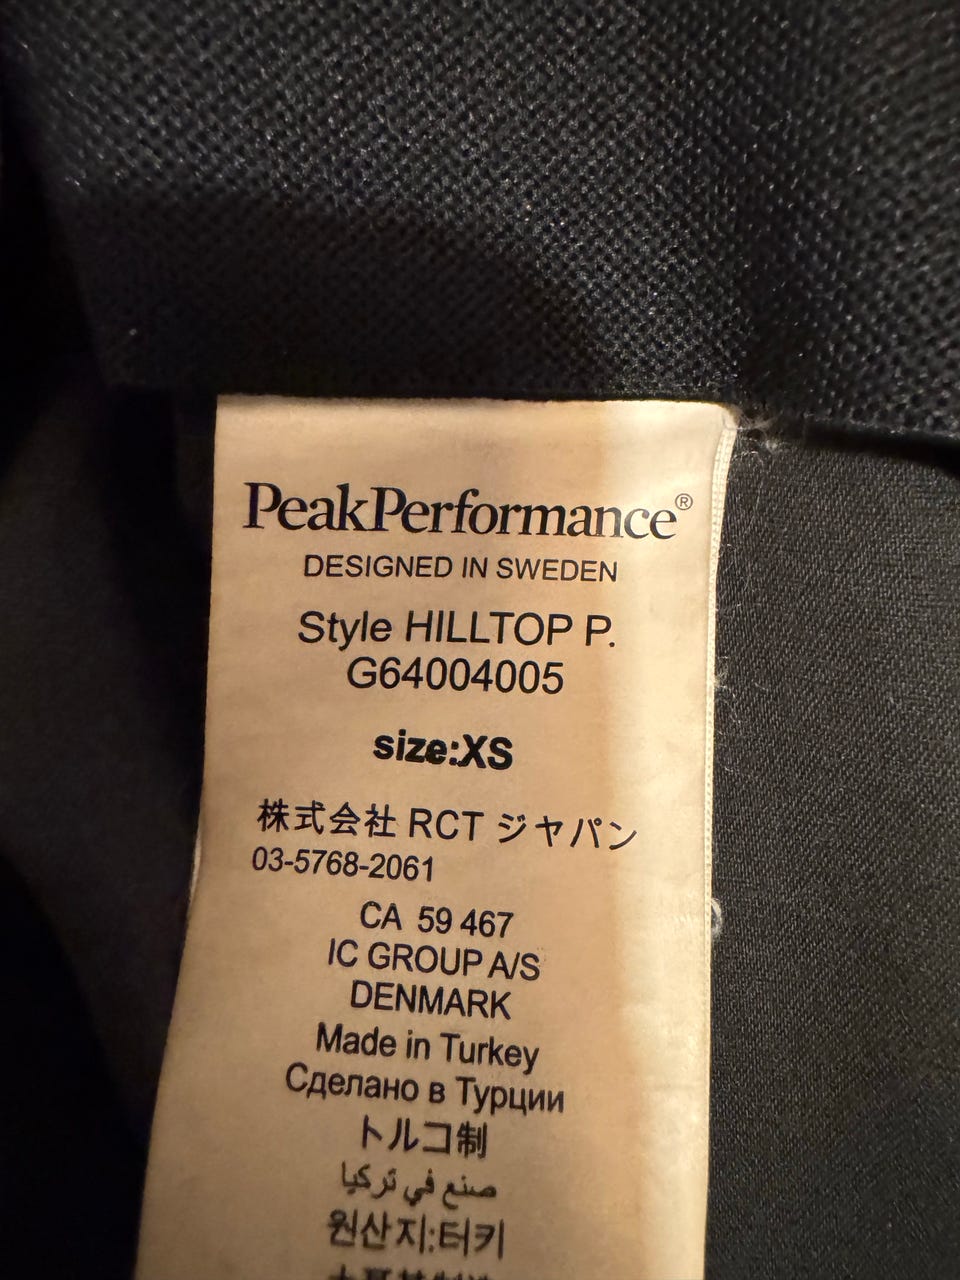 PeakPerformance®
DESIGNED IN SWEDEN
Style HILLTOP P.
G64004005
size:XS
株式会社 RCT ジャパン
03-5768-2061
CA 59 467
IC GROUP A/S
DENMARK
Made in Turkey
Сделано в Турции
トルコ制
صنع في تركيا
원산지:터키